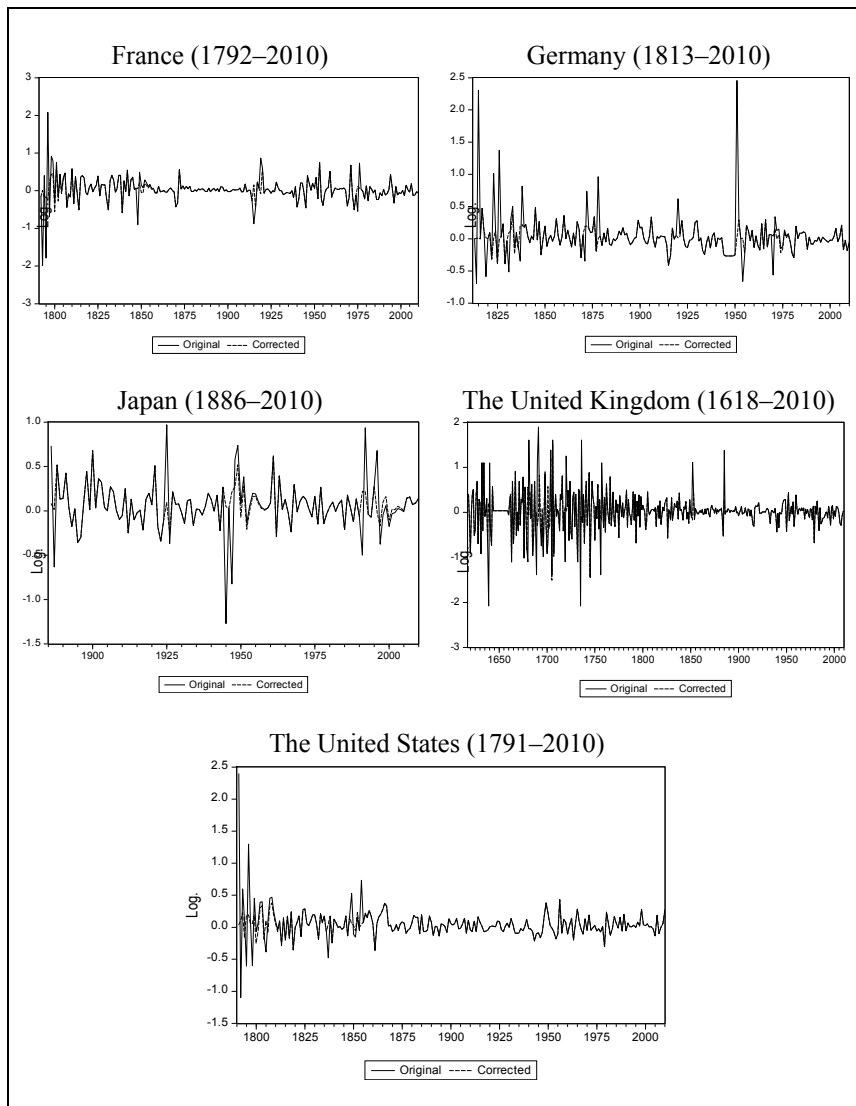 France (1792–2010)
3
2
1
0
-1
-2
-3
Log.
1800 1825 1850 1875 1900 1925 1950 1975 2000
Original Corrected
Germany (1813–2010)
2.5
2.0
1.5
1.0
0.5
0.0
-0.5
-1.0
Log.
1825 1850 1875 1900 1925 1950 1975 2000
Original Corrected
Japan (1886–2010)
1.0
0.5
0.0
-0.5
-1.0
-1.5
Log.
1900 1925 1950 1975 2000
Original Corrected
The United Kingdom (1618–2010)
2
1
0
-1
-2
-3
Log.
1650 1700 1750 1800 1850 1900 1950 2000
Original Corrected
The United States (1791–2010)
2.5
2.0
1.5
1.0
0.5
0.0
-0.5
-1.0
-1.5
Log.
1800 1825 1850 1875 1900 1925 1950 1975 2000
Original Corrected